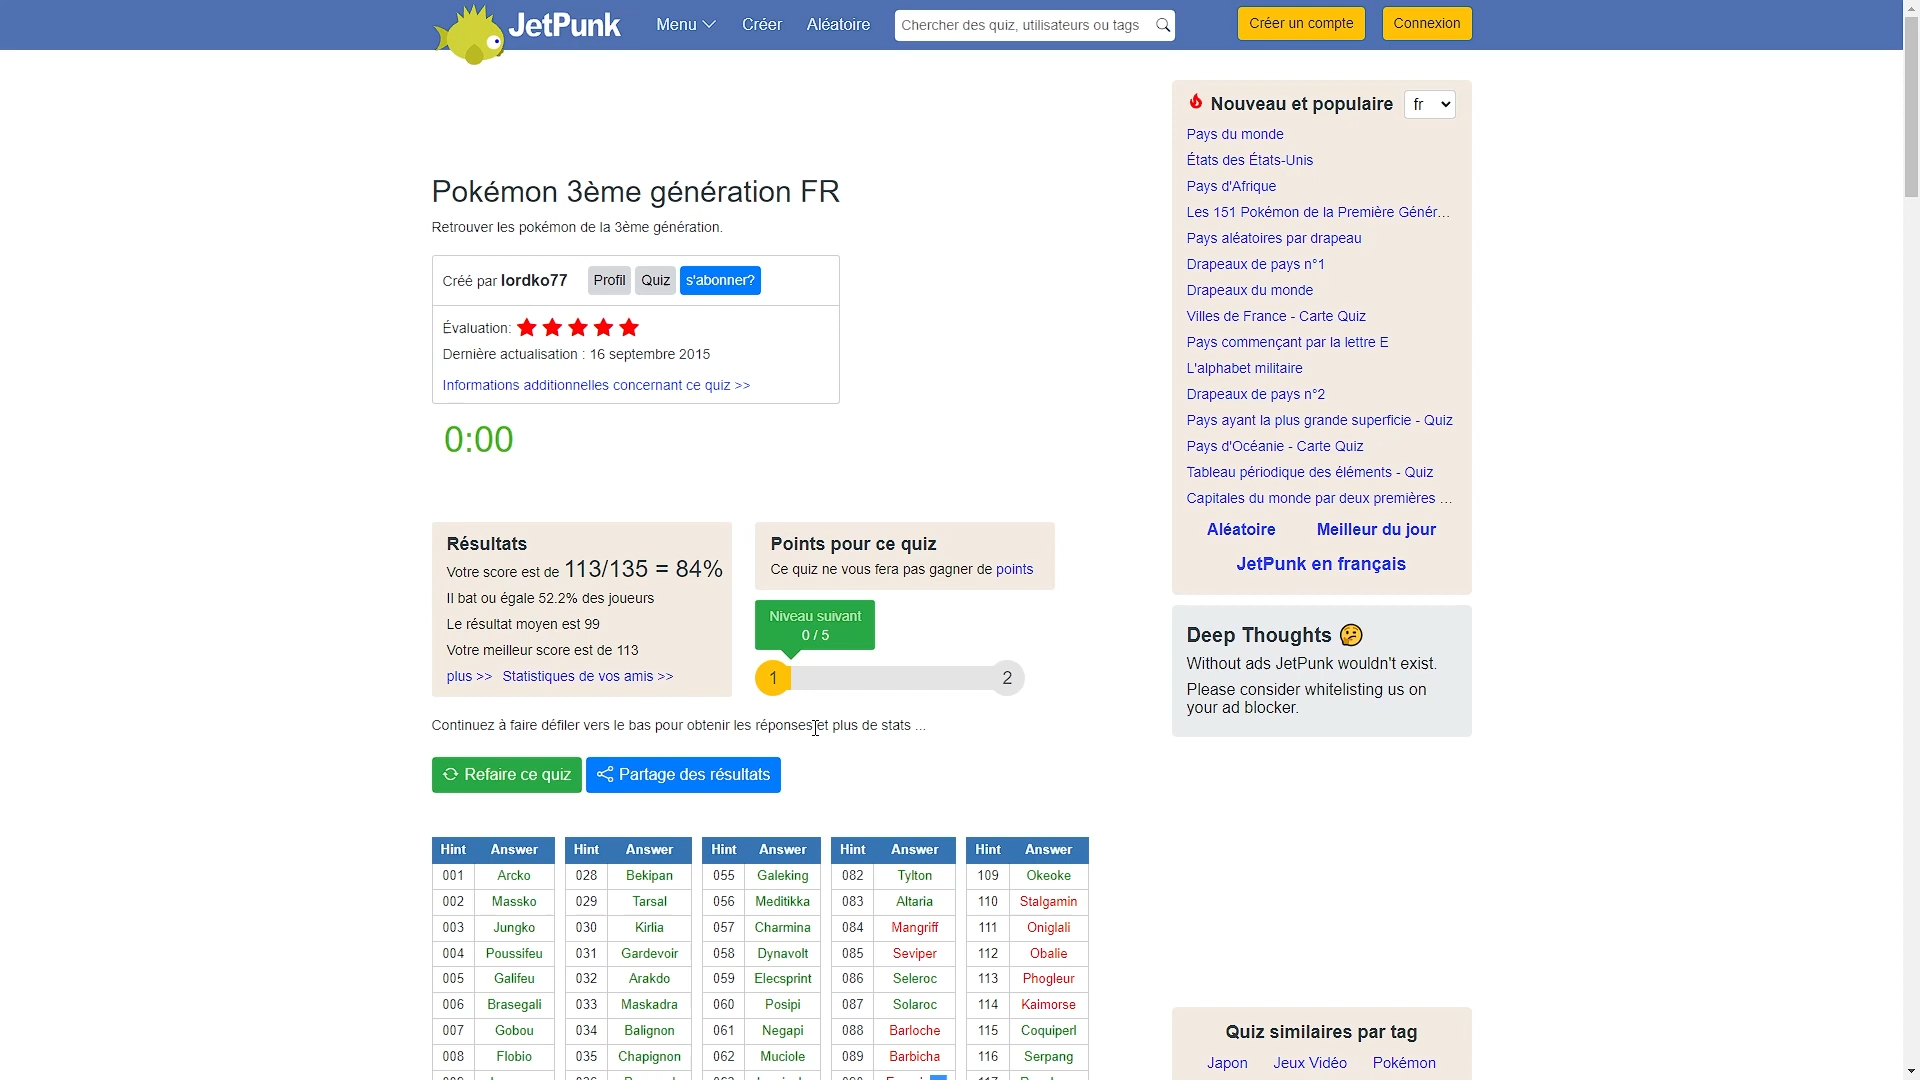 JetPunk
Menu
Créer
Aléatoire
Chercher des quiz, utilisateurs ou tags
Créer un compte
Connexion
Pokémon 3ème génération FR
Retrouver les pokémon de la 3ème génération.
Créé par lordko77 Profil Quiz s'abonner?
Évaluation:
Dernière actualisation : 16 septembre 2015
Informations additionnelles concernant ce quiz >>
0:00
Résultats
Votre score est de 113/135 = 84%
Il bat ou égale 52.2% des joueurs
Le résultat moyen est 99
Votre meilleur score est de 113
plus >> Statistiques de vos amis >>
Points pour ce quiz
Ce quiz ne vous fera pas gagner de points
Niveau suivant
0 / 5
1 2
Continuez à faire défiler vers le bas pour obtenir les réponses et plus de stats ...
Refaire ce quiz
Partage des résultats
Hint Answer Hint Answer Hint Answer Hint Answer Hint Answer
001 Arcko 028 Bekipan 055 Galeking 082 Tylton 109 Okeoke
002 Massko 029 Tarsal 056 Meditikka 083 Altaria 110 Stalgamin
003 Jungko 030 Kirlia 057 Charmina 084 Mangriff 111 Oniglali
004 Poussifeu 031 Gardevoir 058 Dynavolt 085 Seviper 112 Obalie
005 Galifeu 032 Arakdo 059 Elecsprint 086 Seleroc 113 Phogleur
006 Brasegali 033 Maskadra 060 Posipi 087 Solaroc 114 Kaimorse
007 Gobou 034 Balignon 061 Negapi 088 Barloche 115 Coquiperl
008 Flobio 035 Chapignon 062 Muciole 089 Barbicha 116 Serpang
Nouveau et populaire fr
Pays du monde
États des États-Unis
Pays d'Afrique
Les 151 Pokémon de la Première Génér...
Pays aléatoires par drapeau
Drapeaux de pays n°1
Drapeaux du monde
Villes de France - Carte Quiz
Pays commençant par la lettre E
L'alphabet militaire
Drapeaux de pays n°2
Pays ayant la plus grande superficie - Quiz
Pays d'Océanie - Carte Quiz
Tableau périodique des éléments - Quiz
Capitales du monde par deux premières ...
Aléatoire Meilleur du jour
JetPunk en français
Deep Thoughts
Without ads JetPunk wouldn't exist.
Please consider whitelisting us on
your ad blocker.
Quiz similaires par tag
Japon Jeux Vidéo Pokémon